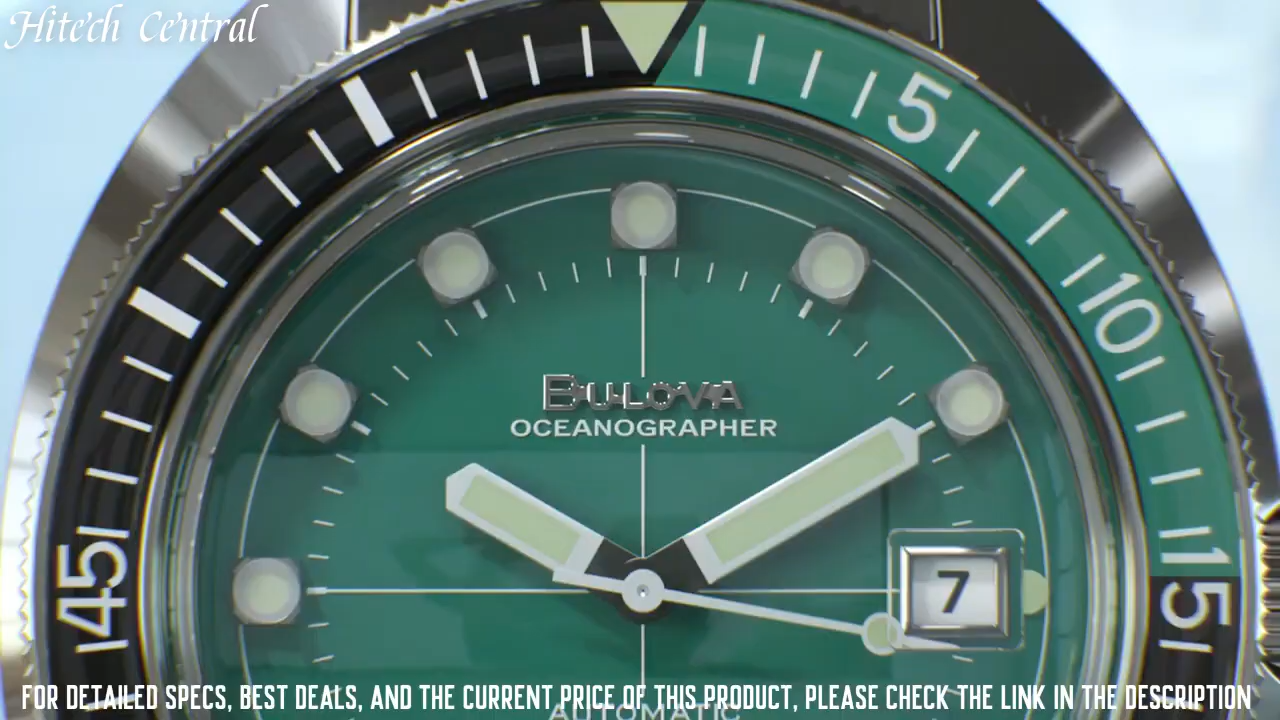 Hitech Central
5
10
15
45
BULOVA
OCEANOGRAPHER
7
AUTOMATIC
FOR DETAILED SPECS, BEST DEALS, AND THE CURRENT PRICE OF THIS PRODUCT, PLEASE CHECK THE LINK IN THE DESCRIPTION